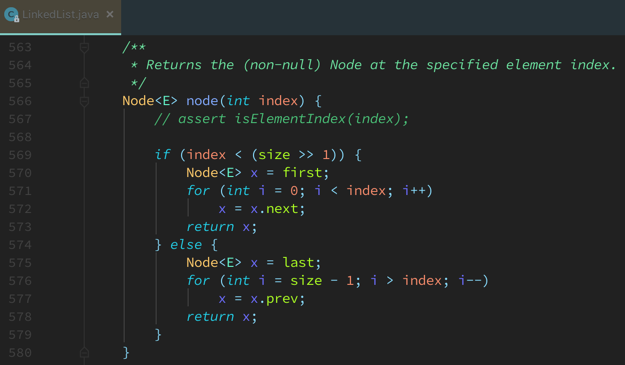 LinkedList.java
563 /**
564 * Returns the (non-null) Node at the specified element index.
565 */
566 Node<E> node(int index) {
567 // assert isElementIndex(index);
568
569 if (index < (size >> 1)) {
570 Node<E> x = first;
571 for (int i = 0; i < index; i++)
572 x = x.next;
573 return x;
574 } else {
575 Node<E> x = last;
576 for (int i = size - 1; i > index; i--)
577 x = x.prev;
578 return x;
579 }
580 }